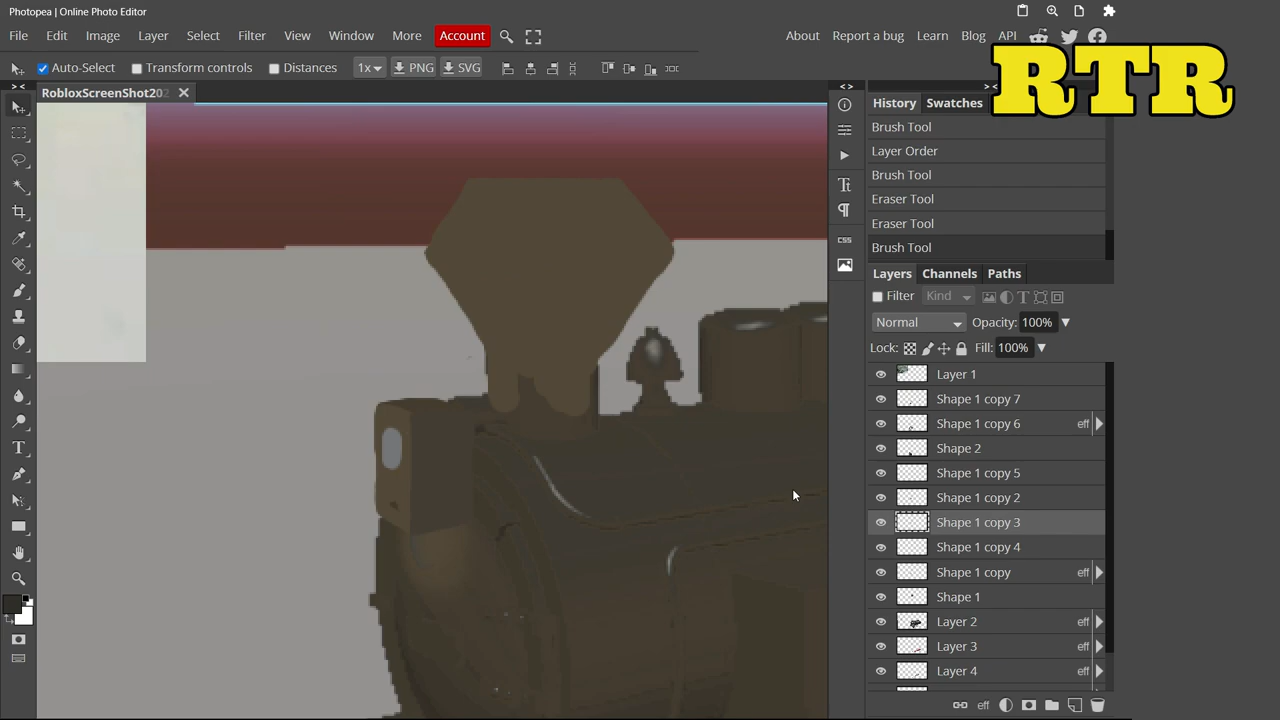 Photopea | Online Photo Editor
File Edit Image Layer Select Filter View Window More Account
About Report a bug Learn Blog API
RTR
Auto-Select Transform controls Distances 1x PNG SVG
RobloxScreenShot202
History Swatches
Brush Tool
Layer Order
Brush Tool
Eraser Tool
Eraser Tool
Brush Tool
CSS
Layers Channels Paths
Filter Kind
Normal Opacity: 100%
Lock: Fill: 100%
Layer 1
Shape 1 copy 7
Shape 1 copy 6 eff
Shape 2
Shape 1 copy 5
Shape 1 copy 2
Shape 1 copy 3
Shape 1 copy 4
Shape 1 copy eff
Shape 1
Layer 2 eff
Layer 3 eff
Layer 4 eff
eff